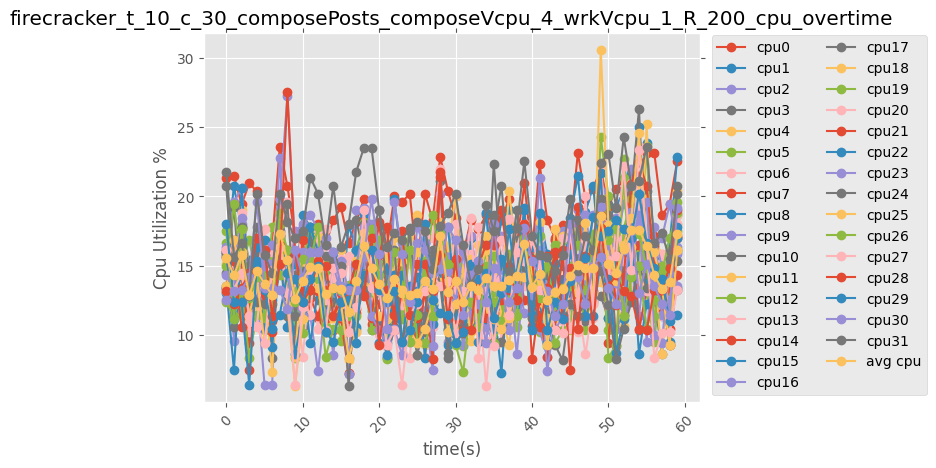 firecracker_t_10_c_30_composePosts_composeVcpu_4_wrkVcpu_1_R_200_cpu_overtime
Cpu Utilization %
30
25
20
15
10
0
10
20
30
40
50
60
time(s)
cpu0
cpu1
cpu2
cpu3
cpu4
cpu5
cpu6
cpu7
cpu8
cpu9
cpu10
cpu11
cpu12
cpu13
cpu14
cpu15
cpu16
cpu17
cpu18
cpu19
cpu20
cpu21
cpu22
cpu23
cpu24
cpu25
cpu26
cpu27
cpu28
cpu29
cpu30
cpu31
avg cpu